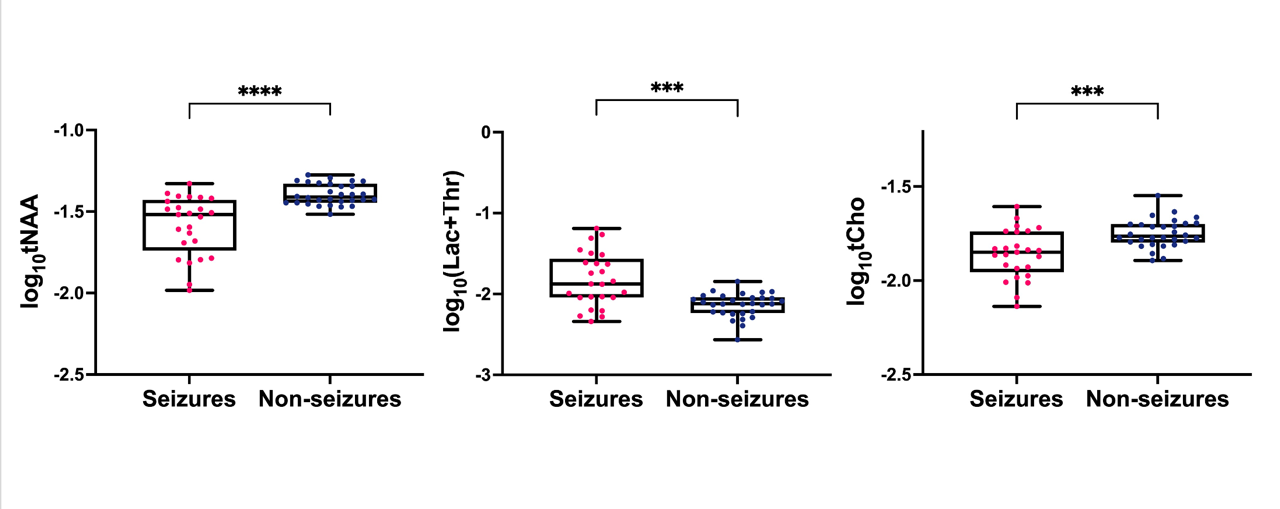 ****
-1.0
-1.5
-2.0
-2.5
log10tNAA
Seizures Non-seizures
***
0
-1
-2
-3
log10(Lac+Thr)
Seizures Non-seizures
***
-1.5
-2.0
-2.5
log10tCho
Seizures Non-seizures